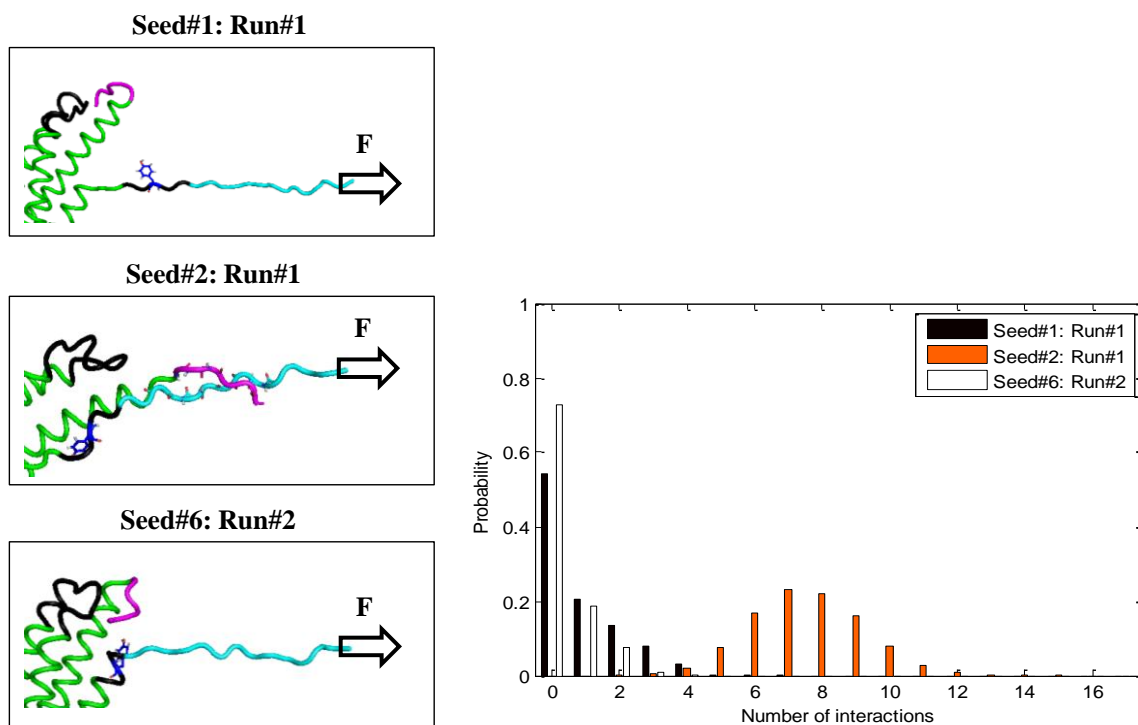 Seed#1: Run#1
F
Seed#2: Run#1
F
Seed#6: Run#2
F
1
0.8
0.6
0.4
0.2
0
Probability
0 2 4 6 8 10 12 14 16
Number of interactions
Seed#1: Run#1
Seed#2: Run#1
Seed#6: Run#2